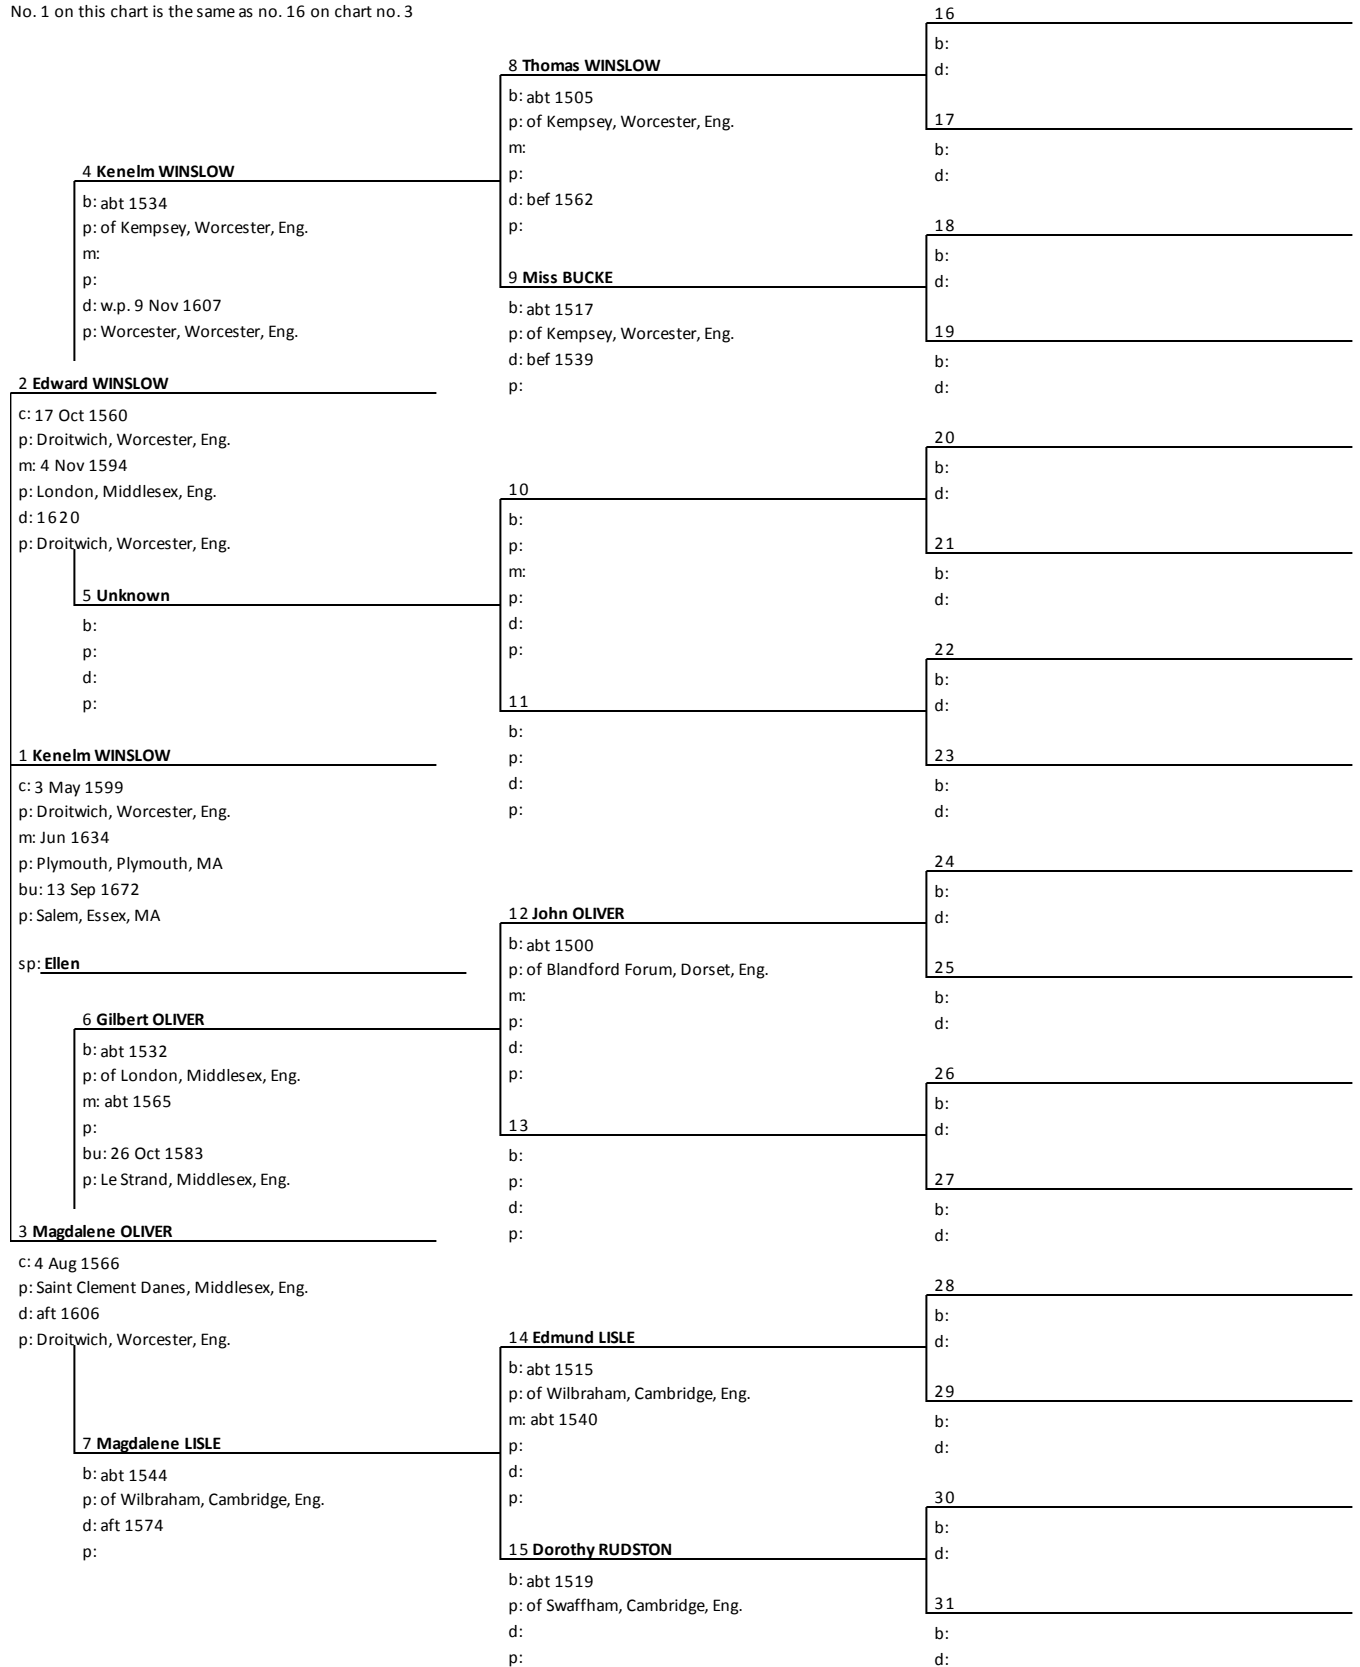 No. 1 on this chart is the same as no. 16 on chart no. 3
4 Kenelm WINSLOW
b: abt 1534
p: of Kempsey, Worcester, Eng.
m:
p:
d: w.p. 9 Nov 1607
p: Worcester, Worcester, Eng.
2 Edward WINSLOW
c: 17 Oct 1560
p: Droitwich, Worcester, Eng.
m: 4 Nov 1594
p: London, Middlesex, Eng.
d: 1620
p: Droitwich, Worcester, Eng.
5 Unknown
b:
p:
d:
p:
1 Kenelm WINSLOW
c: 3 May 1599
p: Droitwich, Worcester, Eng.
m: Jun 1634
p: Plymouth, Plymouth, MA
bu: 13 Sep 1672
p: Salem, Essex, MA
sp: Ellen
6 Gilbert OLIVER
b: abt 1532
p: of London, Middlesex, Eng.
m: abt 1565
p:
bu: 26 Oct 1583
p: Le Strand, Middlesex, Eng.
3 Magdalene OLIVER
c: 4 Aug 1566
p: Saint Clement Danes, Middlesex, Eng.
d: aft 1606
p: Droitwich, Worcester, Eng.
7 Magdalene LISLE
b: abt 1544
p: of Wilbraham, Cambridge, Eng.
d: aft 1574
p:
8 Thomas WINSLOW
b: abt 1505
p: of Kempsey, Worcester, Eng.
m:
p:
d: bef 1562
p:
9 Miss BUCKE
b: abt 1517
p: of Kempsey, Worcester, Eng.
d: bef 1539
p:
10
b:
p:
m:
p:
d:
p:
11
b:
p:
d:
p:
12 John OLIVER
b: abt 1500
p: of Blandford Forum, Dorset, Eng.
m:
p:
d:
p:
13
b:
p:
d:
p:
14 Edmund LISLE
b: abt 1515
p: of Wilbraham, Cambridge, Eng.
m: abt 1540
p:
d:
p:
15 Dorothy RUDSTON
b: abt 1519
p: of Swaffham, Cambridge, Eng.
d:
p:
16
b:
d:
17
b:
d:
18
b:
d:
19
b:
d:
20
b:
d:
21
b:
d:
22
b:
d:
23
b:
d:
24
b:
d:
25
b:
d:
26
b:
d:
27
b:
d:
28
b:
d:
29
b:
d:
30
b:
d:
31
b:
d: